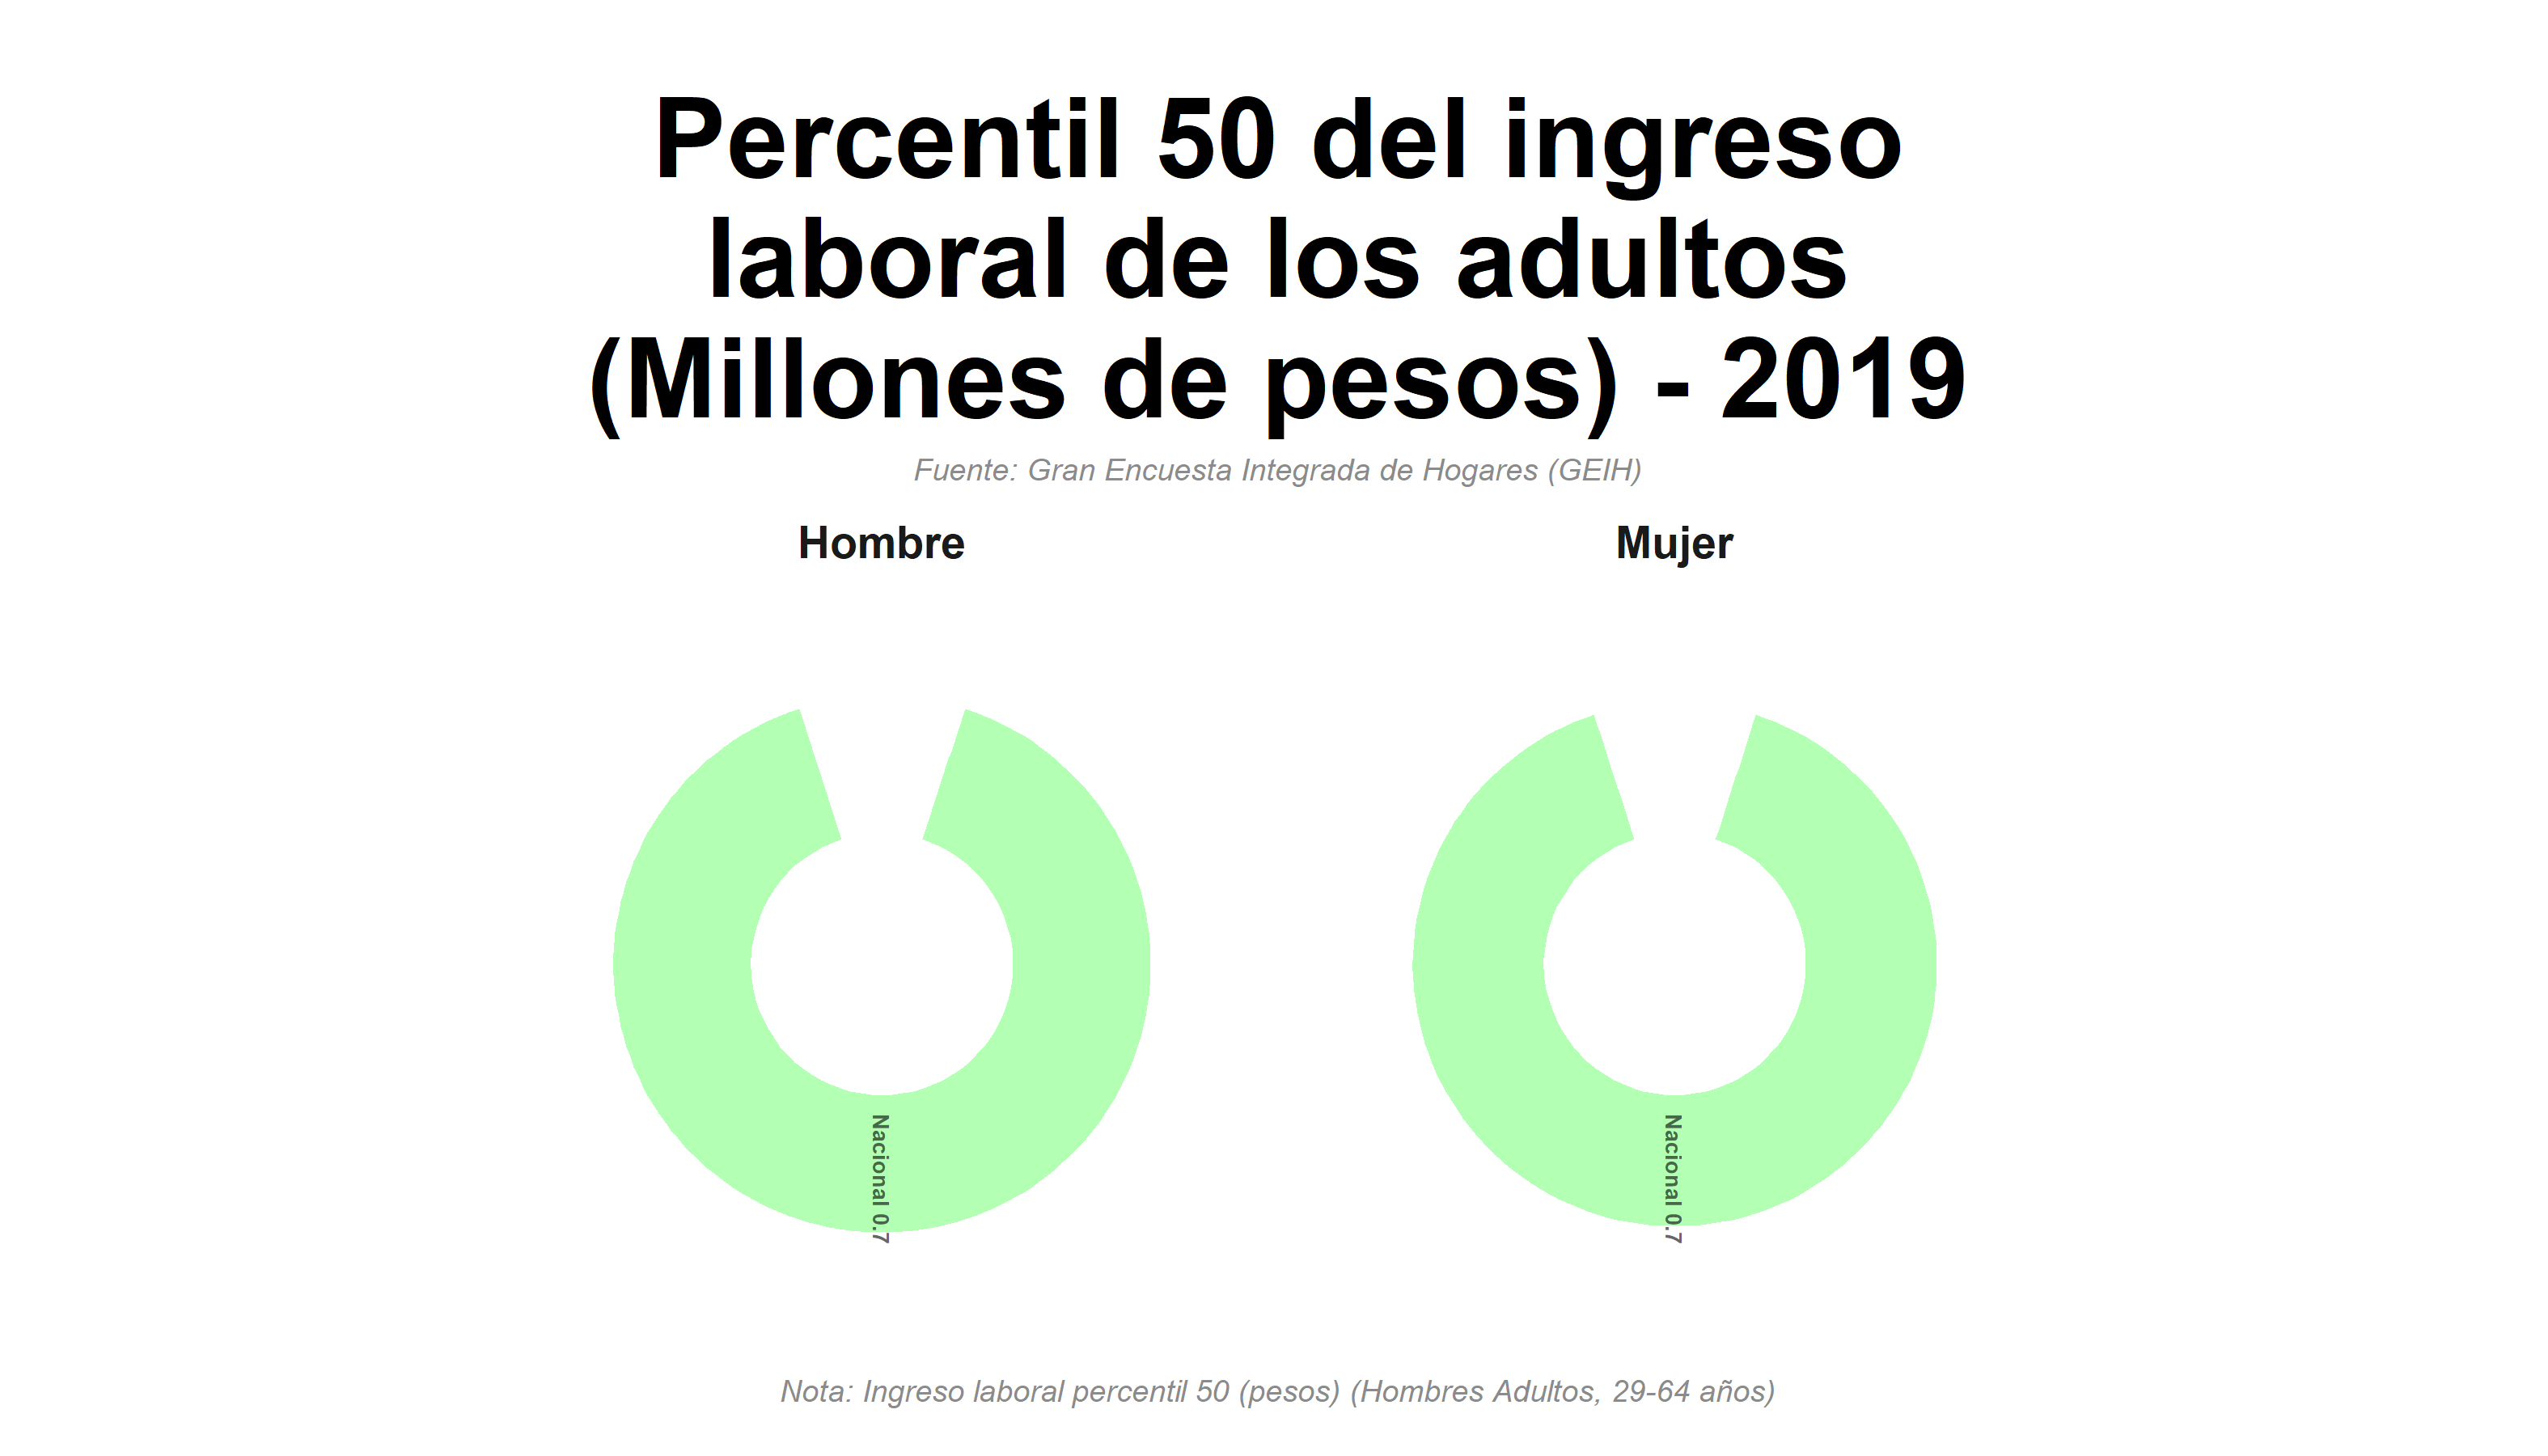 Percentil 50 del ingreso
laboral de los adultos
(Millones de pesos) - 2019
Fuente: Gran Encuesta Integrada de Hogares (GEIH)
Hombre
Mujer
Nacional 0.7
Nacional 0.7
Nota: Ingreso laboral percentil 50 (pesos) (Hombres Adultos, 29-64 años)